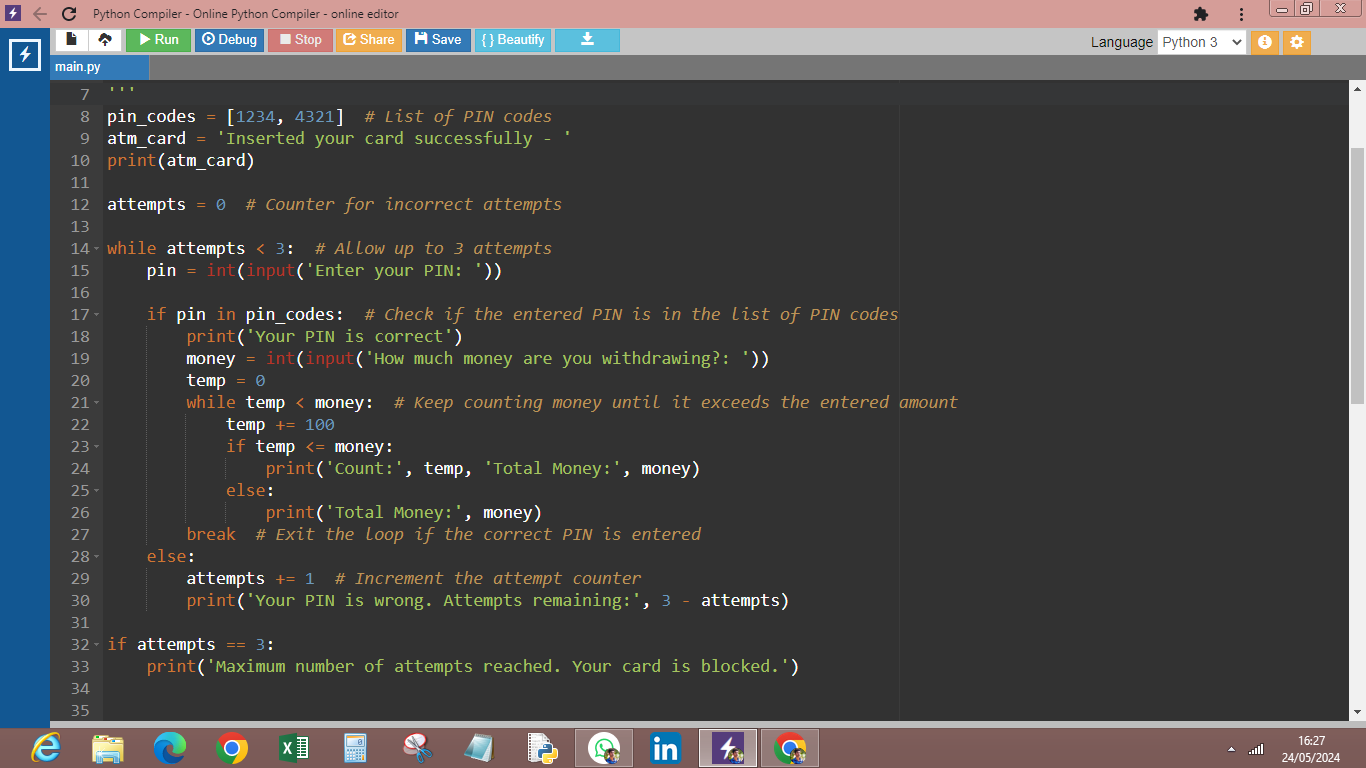 Python Compiler - Online Python Compiler - online editor
Run Debug Stop Share Save { } Beautify Language Python 3
main.py
7 '''
8 pin_codes = [1234, 4321]  # List of PIN codes
9 atm_card = 'Inserted your card successfully - '
10 print(atm_card)
11
12 attempts = 0  # Counter for incorrect attempts
13
14 while attempts < 3:  # Allow up to 3 attempts
15     pin = int(input('Enter your PIN: '))
16
17     if pin in pin_codes:  # Check if the entered PIN is in the list of PIN codes
18         print('Your PIN is correct')
19         money = int(input('How much money are you withdrawing?: '))
20         temp = 0
21         while temp < money:  # Keep counting money until it exceeds the entered amount
22             temp += 100
23             if temp <= money:
24                 print('Count:', temp, 'Total Money:', money)
25             else:
26                 print('Total Money:', money)
27         break  # Exit the loop if the correct PIN is entered
28     else:
29         attempts += 1  # Increment the attempt counter
30         print('Your PIN is wrong. Attempts remaining:', 3 - attempts)
31
32 if attempts == 3:
33     print('Maximum number of attempts reached. Your card is blocked.')
34
35
16:27
24/05/2024